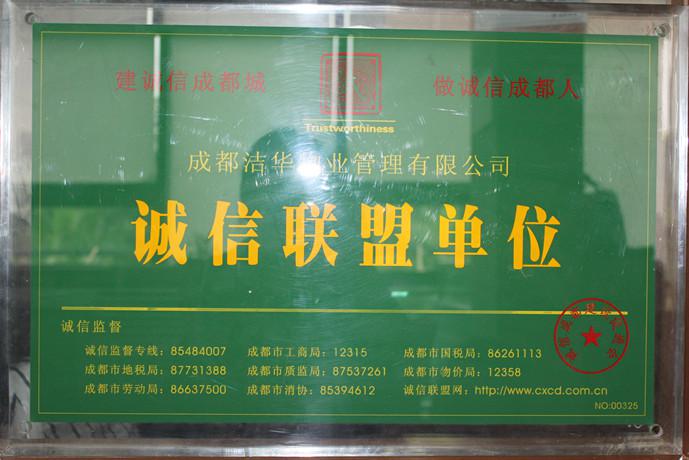 建诚信成都城 做诚信成都人
Trustworthiness
成都洁华物业管理有限公司
诚信联盟单位
诚信监督
诚信监督专线：85484007 成都市工商局：12315 成都市国税局：86261113
成都市地税局：87731388 成都市质监局：87537261 成都市物价局：12358
成都市劳动局：86637500 成都市消协：85394612 诚信联盟网：http://www.cxcd.com.cn
NO:00325